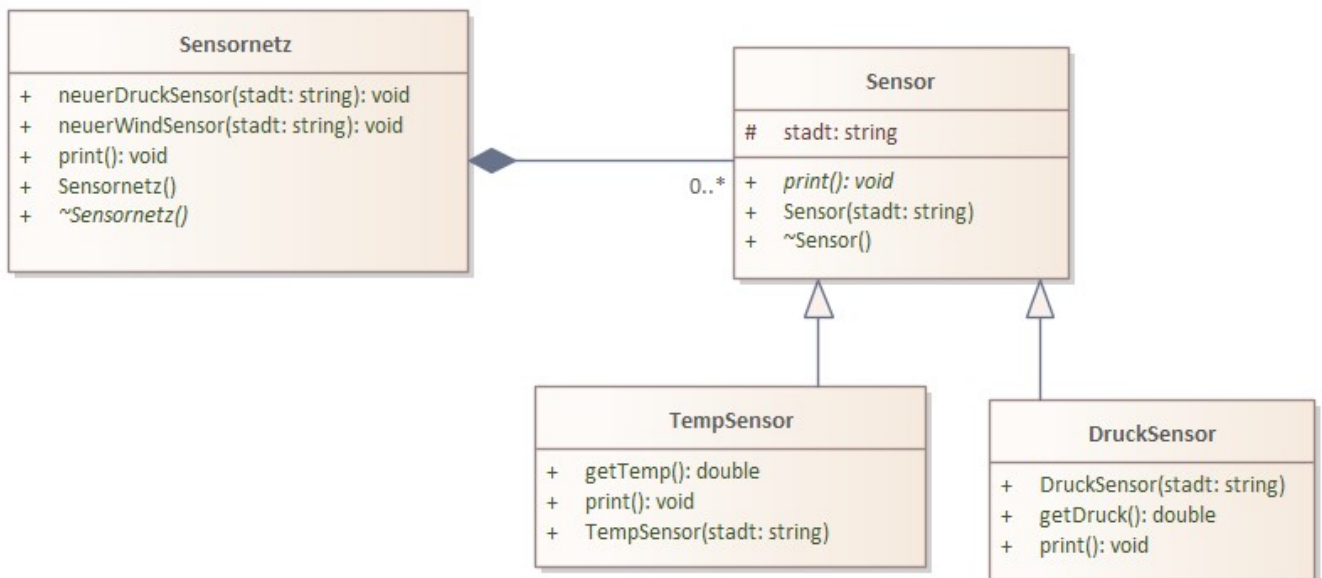 Sensornetz
+ neuerDruckSensor(stadt: string): void
+ neuerWindSensor(stadt: string): void
+ print(): void
+ Sensornetz()
+ ~Sensornetz()
0..*
Sensor
# stadt: string
+ print(): void
+ Sensor(stadt: string)
+ ~Sensor()
TempSensor
+ getTemp(): double
+ print(): void
+ TempSensor(stadt: string)
DruckSensor
+ DruckSensor(stadt: string)
+ getDruck(): double
+ print(): void